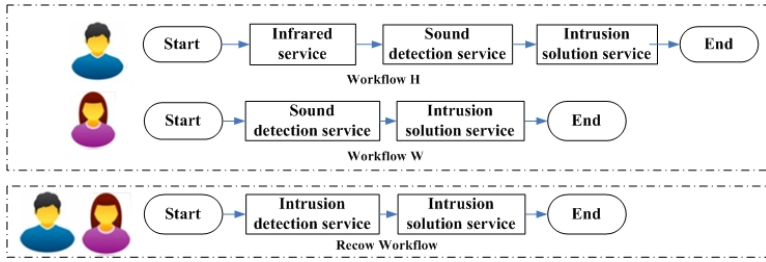 Start
Infrared
service
Sound
detection service
Intrusion
solution service
End
Workflow H
Start
Sound
detection service
Intrusion
solution service
End
Workflow W
Start
Intrusion
detection service
Intrusion
solution service
End
Recow Workflow